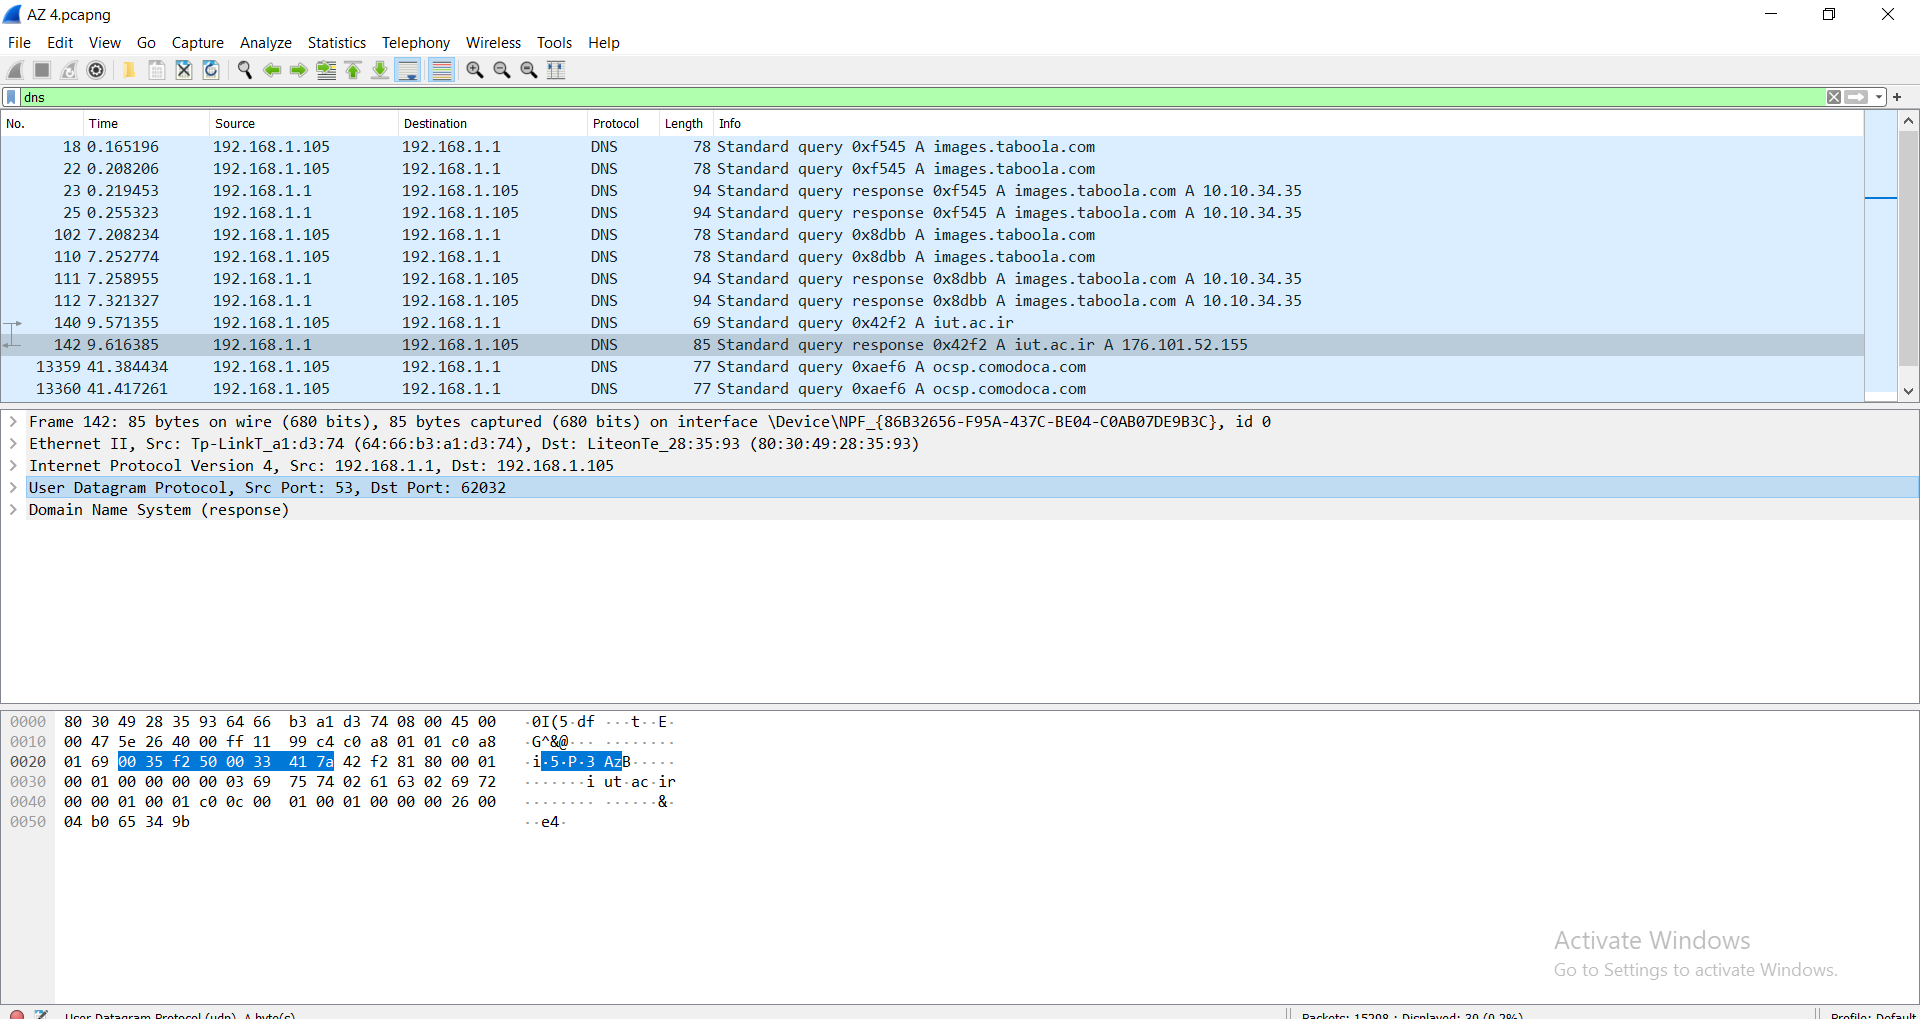 AZ 4.pcapng
File Edit View Go Capture Analyze Statistics Telephony Wireless Tools Help
dns
No. Time Source Destination Protocol Length Info
18 0.165196 192.168.1.105 192.168.1.1 DNS 78 Standard query 0xf545 A images.taboola.com
22 0.208206 192.168.1.105 192.168.1.1 DNS 78 Standard query 0xf545 A images.taboola.com
23 0.219453 192.168.1.1 192.168.1.105 DNS 94 Standard query response 0xf545 A images.taboola.com A 10.10.34.35
25 0.255323 192.168.1.1 192.168.1.105 DNS 94 Standard query response 0xf545 A images.taboola.com A 10.10.34.35
102 7.208234 192.168.1.105 192.168.1.1 DNS 78 Standard query 0x8dbb A images.taboola.com
110 7.252774 192.168.1.105 192.168.1.1 DNS 78 Standard query 0x8dbb A images.taboola.com
111 7.258955 192.168.1.1 192.168.1.105 DNS 94 Standard query response 0x8dbb A images.taboola.com A 10.10.34.35
112 7.321327 192.168.1.1 192.168.1.105 DNS 94 Standard query response 0x8dbb A images.taboola.com A 10.10.34.35
140 9.571355 192.168.1.105 192.168.1.1 DNS 69 Standard query 0x42f2 A iut.ac.ir
142 9.616385 192.168.1.1 192.168.1.105 DNS 85 Standard query response 0x42f2 A iut.ac.ir A 176.101.52.155
13359 41.384434 192.168.1.105 192.168.1.1 DNS 77 Standard query 0xaef6 A ocsp.comodoca.com
13360 41.417261 192.168.1.105 192.168.1.1 DNS 77 Standard query 0xaef6 A ocsp.comodoca.com
Frame 142: 85 bytes on wire (680 bits), 85 bytes captured (680 bits) on interface \Device\NPF_{86B32656-F95A-437C-BE04-C0AB07DE9B3C}, id 0
Ethernet II, Src: Tp-LinkT_a1:d3:74 (64:66:b3:a1:d3:74), Dst: LiteonTe_28:35:93 (80:30:49:28:35:93)
Internet Protocol Version 4, Src: 192.168.1.1, Dst: 192.168.1.105
User Datagram Protocol, Src Port: 53, Dst Port: 62032
Domain Name System (response)
0000 80 30 49 28 35 93 64 66 b3 a1 d3 74 08 00 45 00 ·0I(5·df ···t··E·
0010 00 47 5e 26 40 00 ff 11 99 c4 c0 a8 01 01 c0 a8 ·G^&@··· ········
0020 01 69 00 35 f2 50 00 33 41 7a 42 f2 81 80 00 01 ·i·5·P·3 AzB·····
0030 00 01 00 00 00 00 03 69 75 74 02 61 63 02 69 72 ·······i ut·ac·ir
0040 00 00 01 00 01 c0 0c 00 01 00 01 00 00 00 26 00 ········ ······&·
0050 04 b0 65 34 9b ··e4·
Activate Windows
Go to Settings to activate Windows.
User Datagram Protocol (udp), 8 byte(s) Packets: 15298 · Displayed: 30 (0.2%) Profile: Default